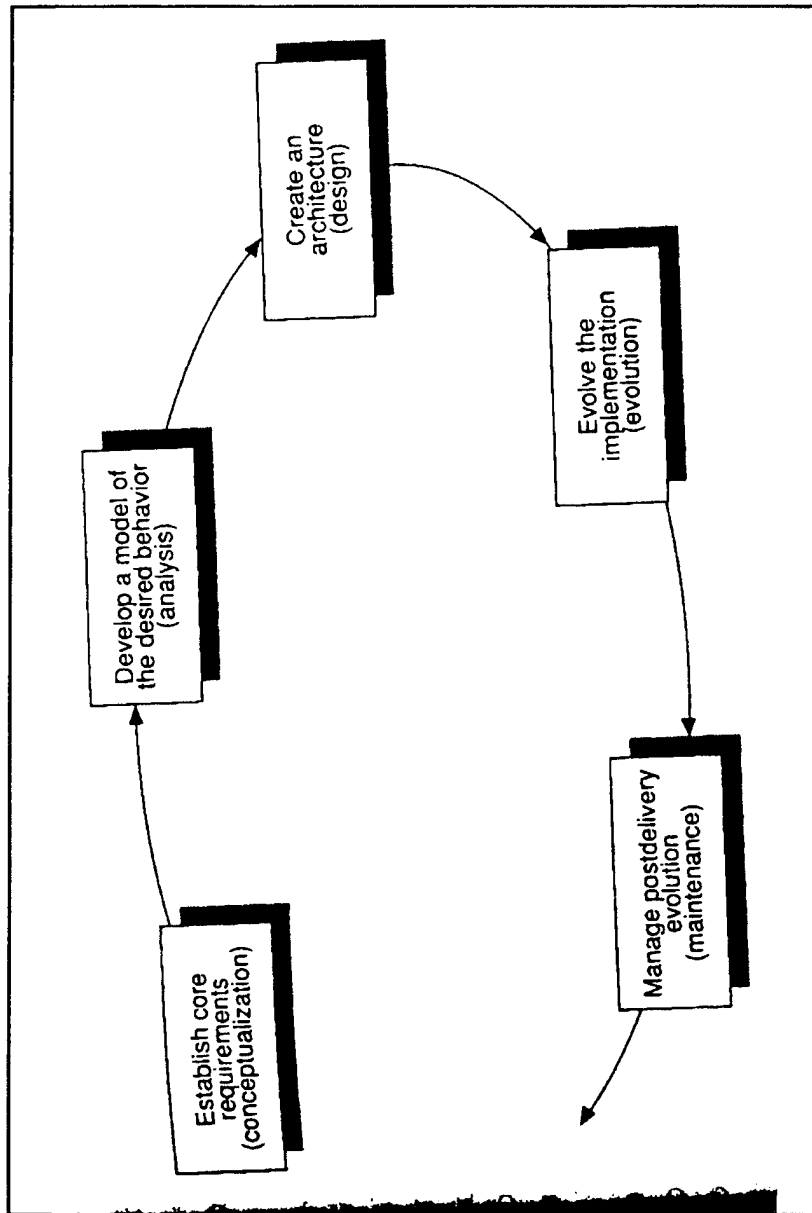 Establish core
requirements
(conceptualization)
Develop a model of
the desired behavior
(analysis)
Create an
architecture
(design)
Evolve the
implementation
(evolution)
Manage postdelivery
evolution
(maintenance)